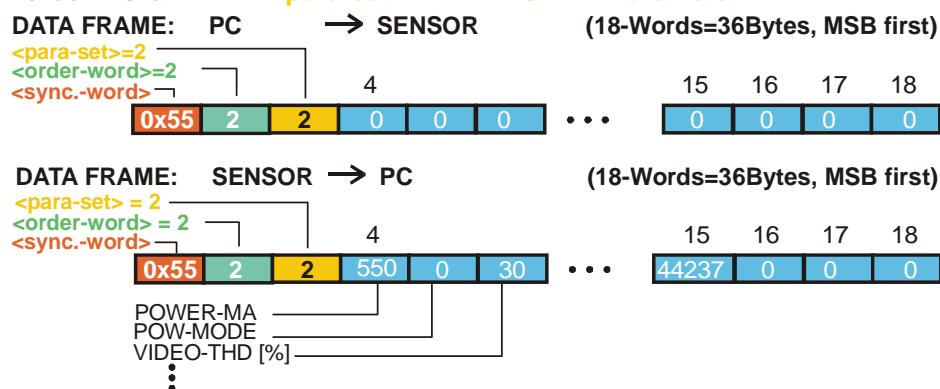 DATA FRAME: PC → SENSOR (18-Words=36Bytes, MSB first)
<para-set>=2
<order-word>=2
<sync.-word>
4 15 16 17 18
0x55 2 2 0 0 0 • • • 0 0 0 0
DATA FRAME: SENSOR → PC (18-Words=36Bytes, MSB first)
<para-set> = 2
<order-word> = 2
<sync.-word>
4 15 16 17 18
0x55 2 2 550 0 30 • • • 44237 0 0 0
POWER-MA
POW-MODE
VIDEO-THD [%]